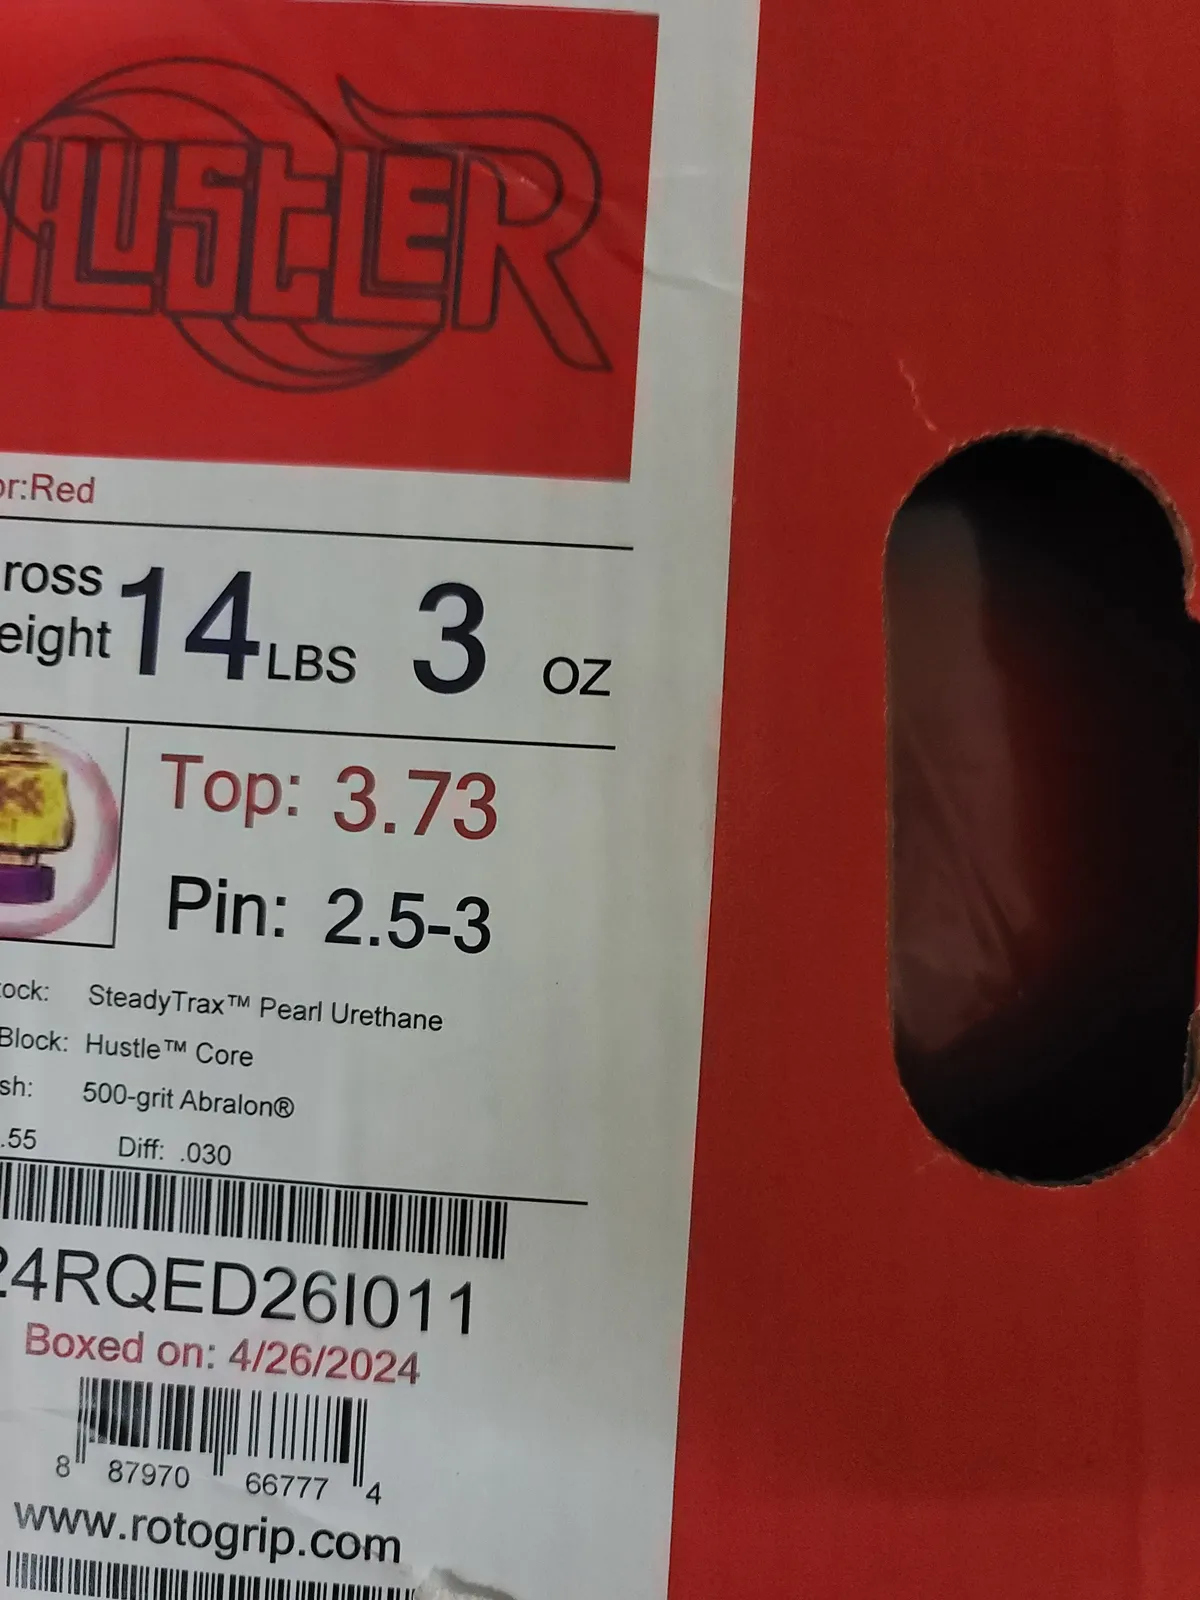 HUSTLER
or:Red
ross
eight
14 LBS 3 OZ
Top: 3.73
Pin: 2.5-3
tock: SteadyTrax™ Pearl Urethane
Block: Hustle™ Core
sh: 500-grit Abralon®
.55 Diff: .030
24RQED26I011
Boxed on: 4/26/2024
8 87970 66777 4
www.rotogrip.com